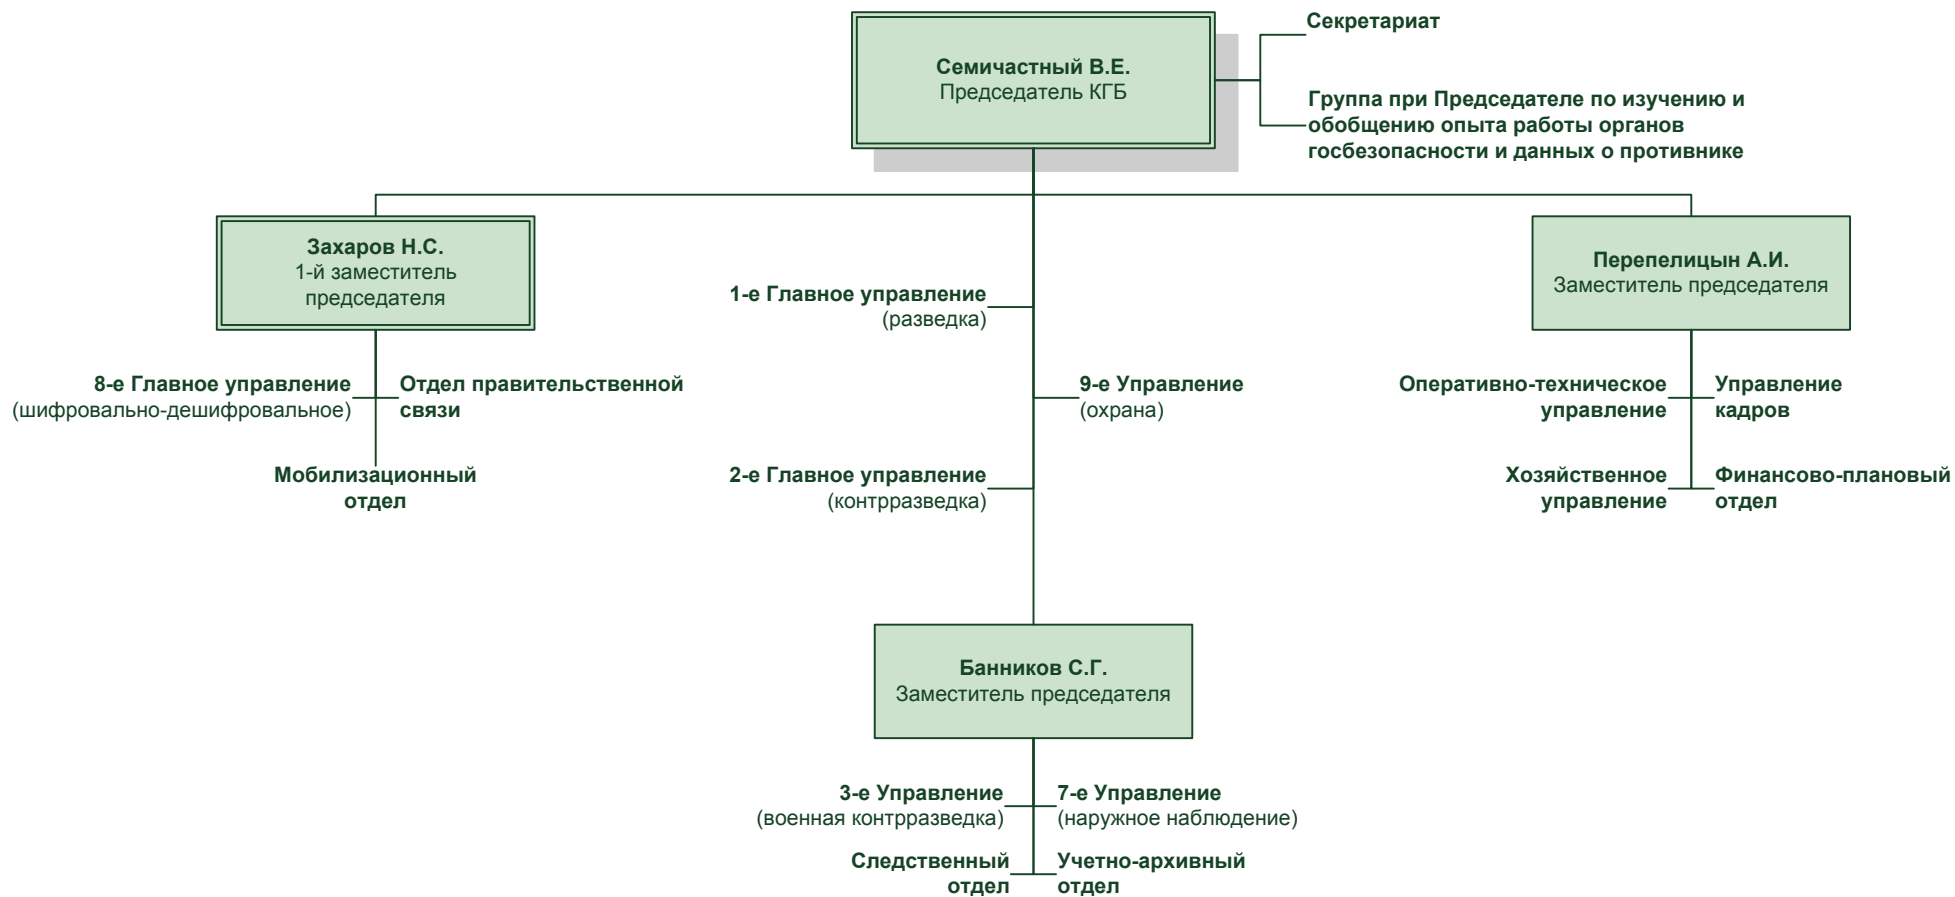 Секретариат
Семичастный В.Е.
Председатель КГБ
Группа при Председателе по изучению и
обобщению опыта работы органов
госбезопасности и данных о противнике
Захаров Н.С.
1-й заместитель
председателя
8-е Главное управление
(шифровально-дешифровальное)
Отдел правительственной
связи
Мобилизационный
отдел
1-е Главное управление
(разведка)
9-е Управление
(охрана)
2-е Главное управление
(контрразведка)
Перепелицын А.И.
Заместитель председателя
Оперативно-техническое
управление
Управление
кадров
Хозяйственное
управление
Финансово-плановый
отдел
Банников С.Г.
Заместитель председателя
3-е Управление
(военная контрразведка)
7-е Управление
(наружное наблюдение)
Следственный
отдел
Учетно-архивный
отдел